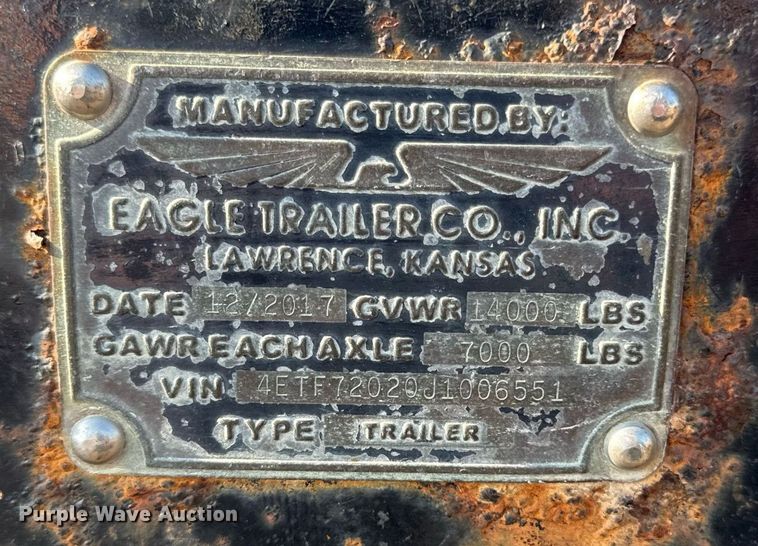 MANUFACTURED BY:
EAGLE TRAILER CO., INC.
LAWRENCE, KANSAS
DATE 12/2017 GVWR 14000 LBS
GAWR EACH AXLE 7000 LBS
VIN 4ETF72020J1006551
TYPE TRAILER
Purple Wave Auction